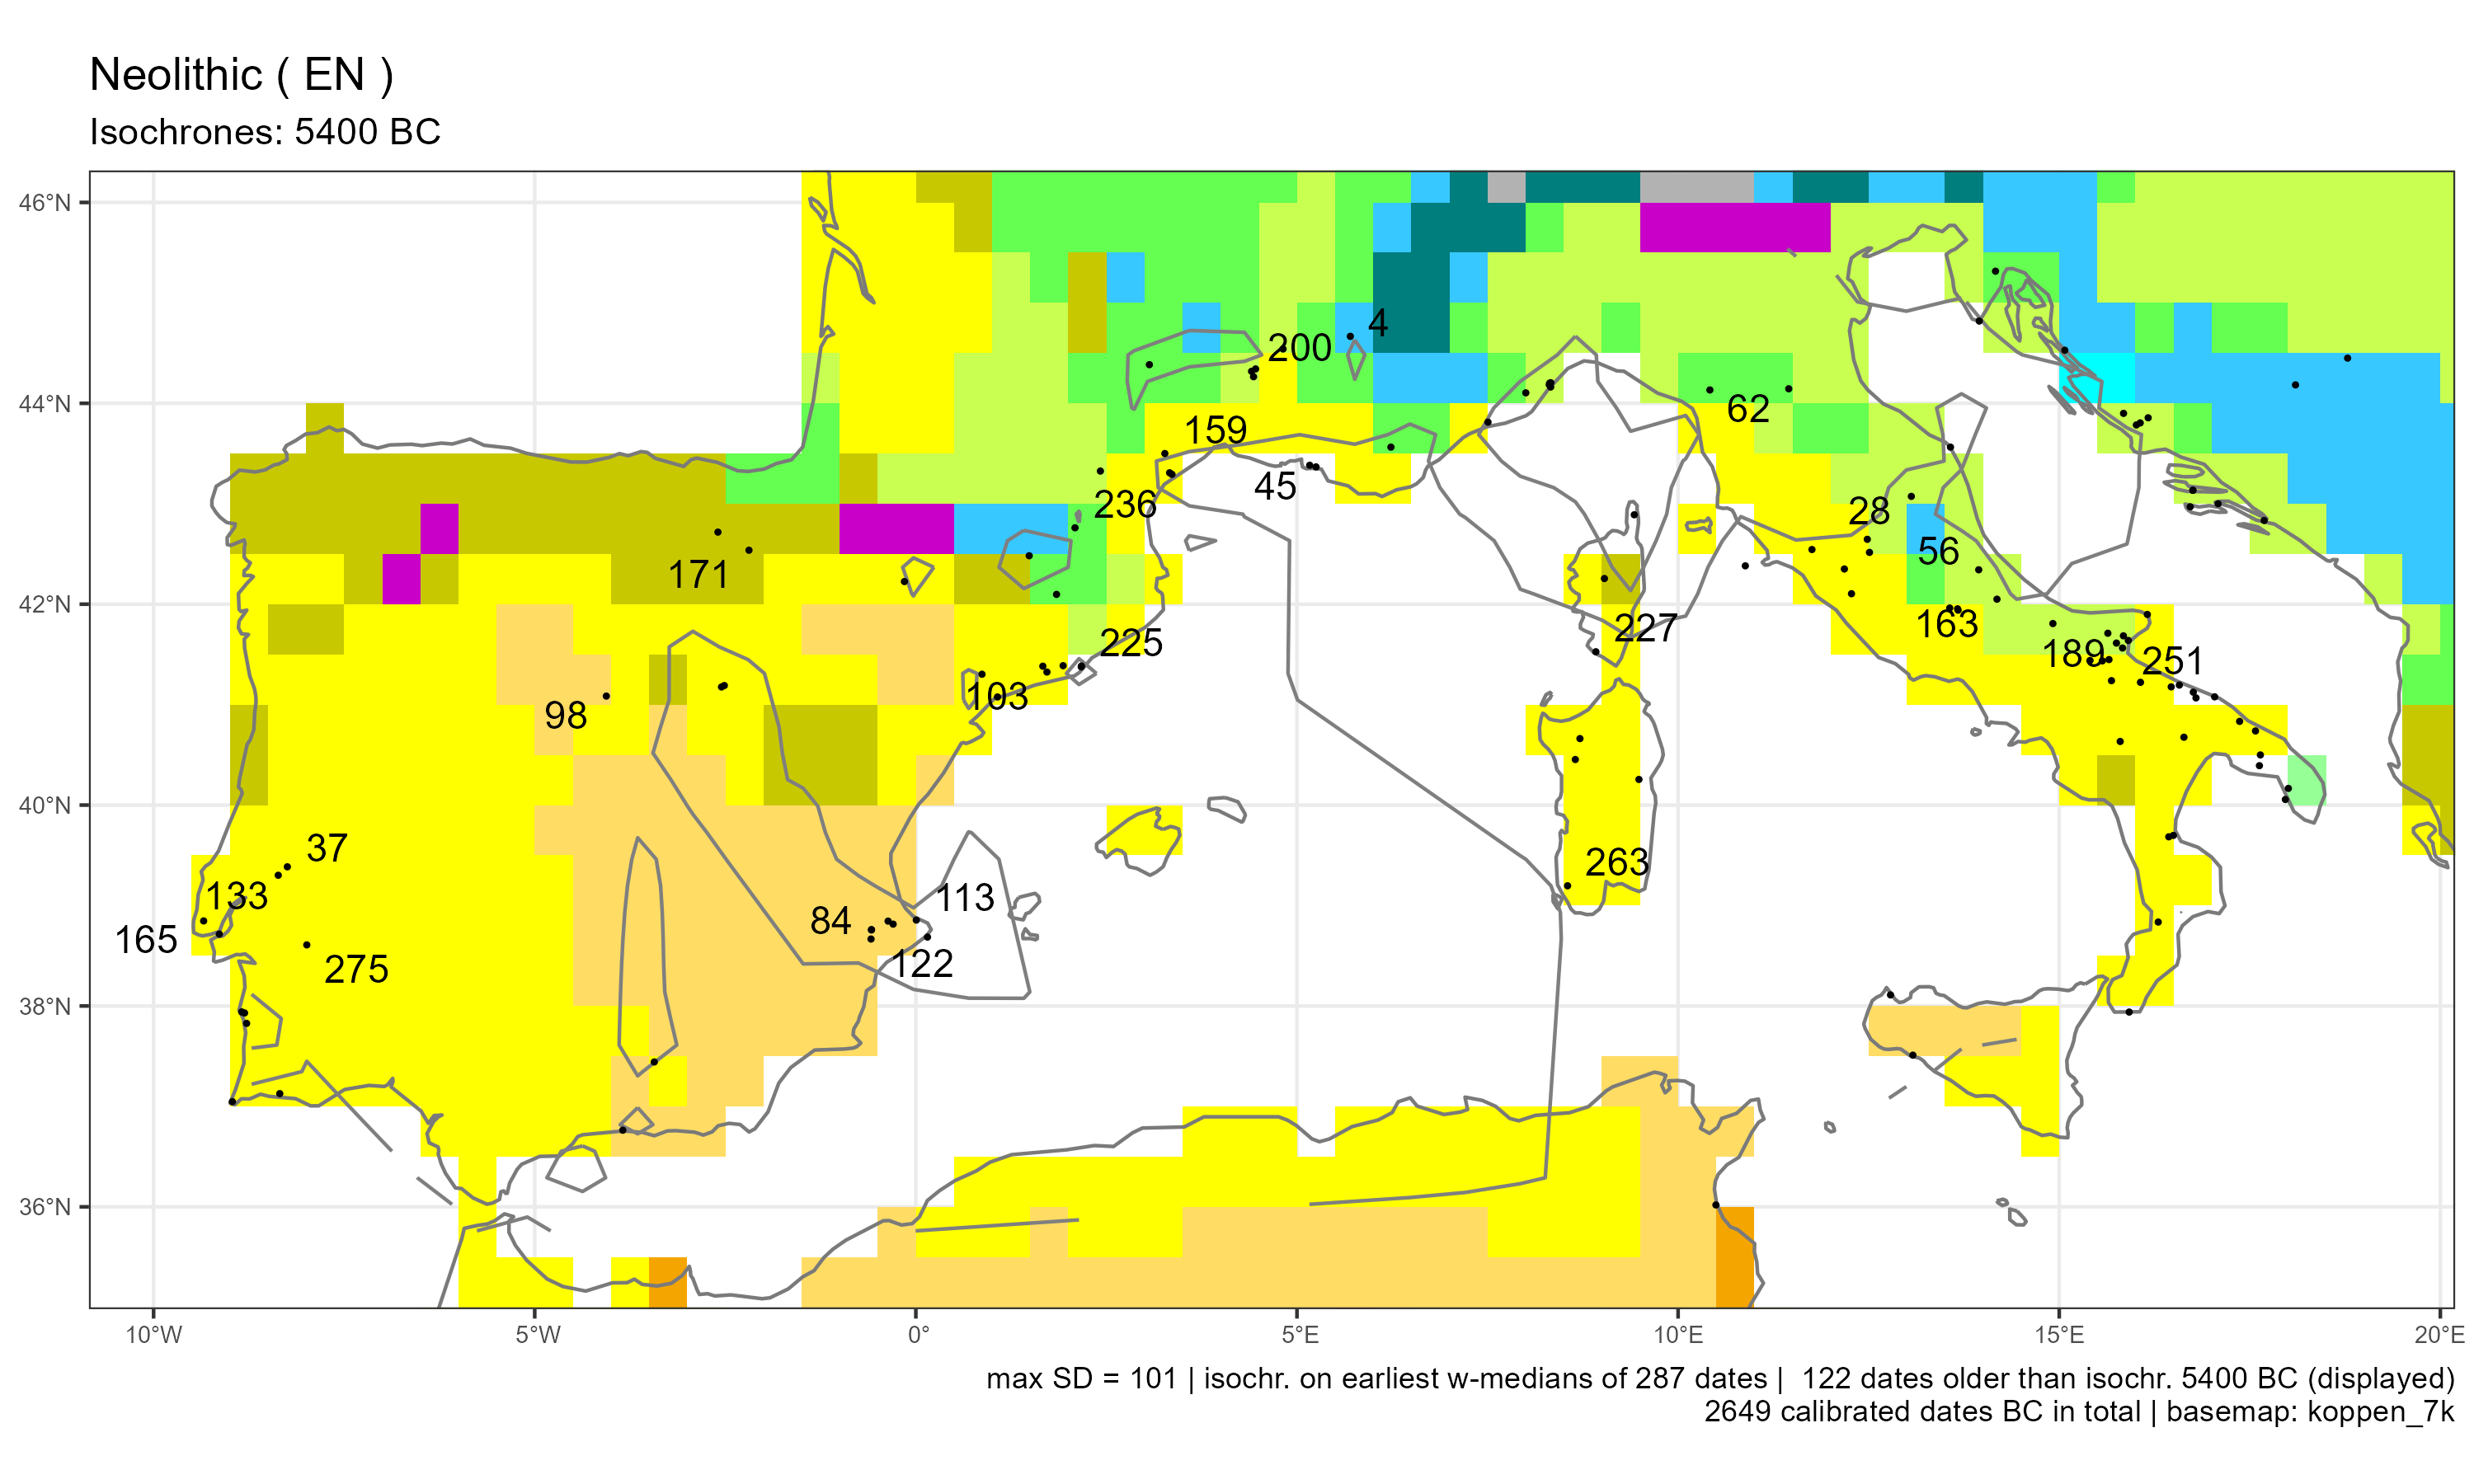 Neolithic ( EN )
Isochrones: 5400 BC
46°N
44°N
42°N
40°N
38°N
36°N
4
200
62
159
45
236
28
171
56
227
163
225
189
251
103
98
37
263
133
113
84
165
122
275
10°W
5°W
0°
5°E
10°E
15°E
20°E
max SD = 101 | isochr. on earliest w-medians of 287 dates | 122 dates older than isochr. 5400 BC (displayed)
2649 calibrated dates BC in total | basemap: koppen_7k